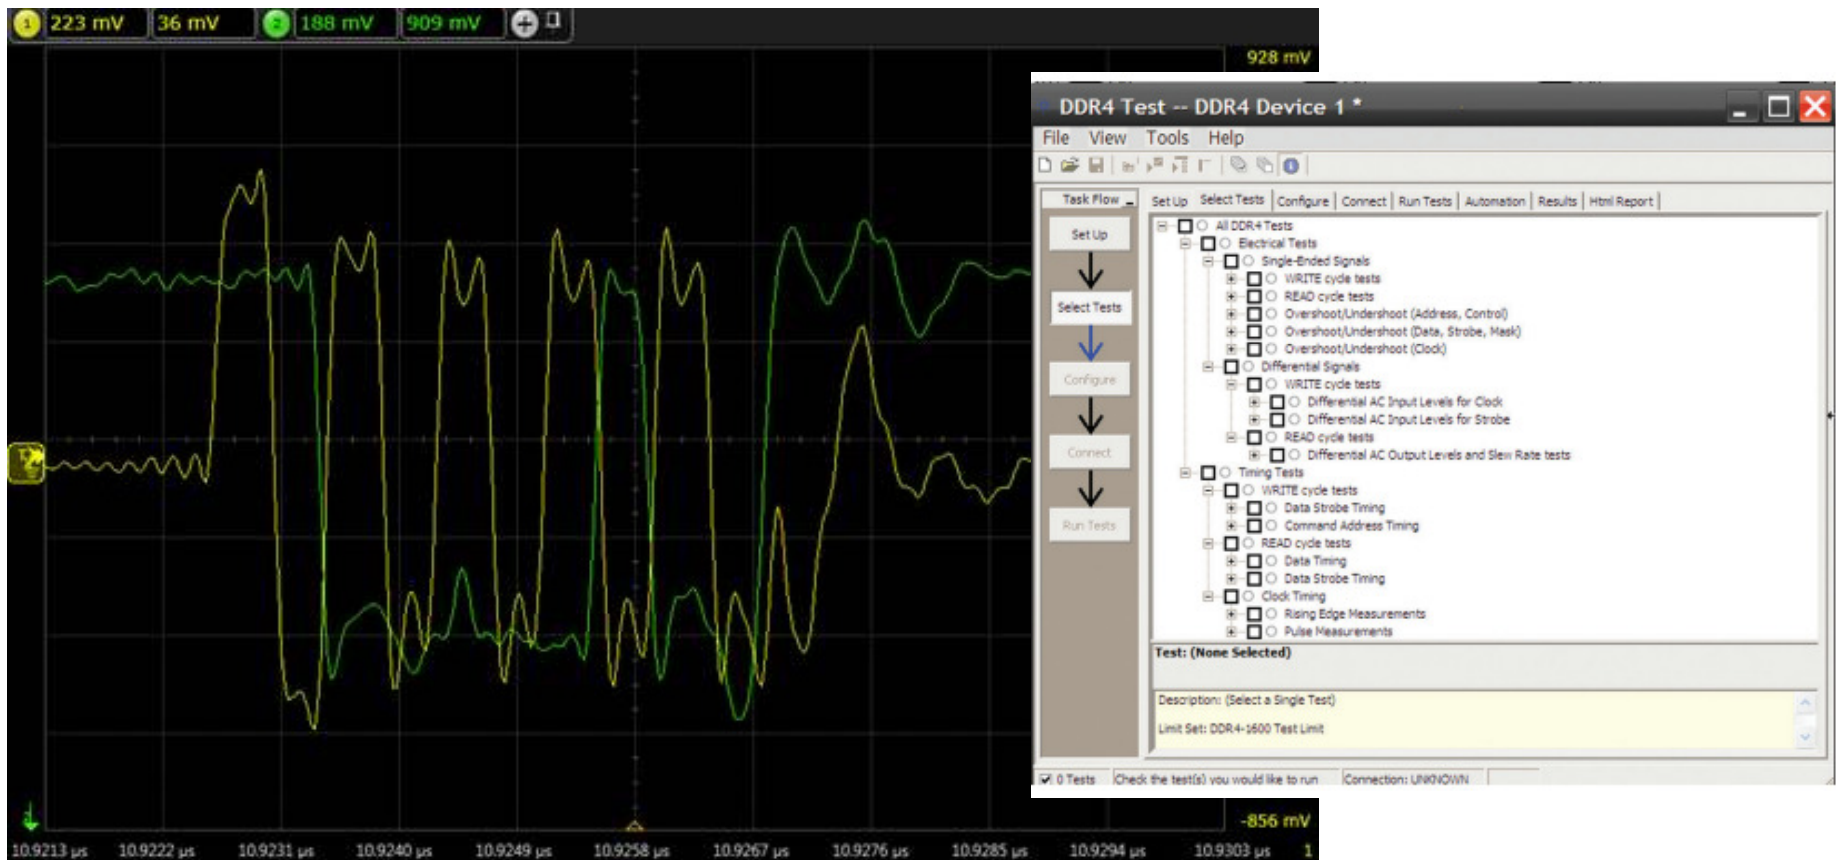 1 223 mV 36 mV 2 188 mV 909 mV
928 mV
DDR4 Test -- DDR4 Device 1 *
File View Tools Help
Task Flow
Set Up Select Tests Configure Connect Run Tests Automation Results Html Report
Set Up
Select Tests
Configure
Connect
Run Tests
All DDR4 Tests
Electrical Tests
Single-Ended Signals
WRITE cycle tests
READ cycle tests
Overshoot/Undershoot (Address, Control)
Overshoot/Undershoot (Data, Strobe, Mask)
Overshoot/Undershoot (Clock)
Differential Signals
WRITE cycle tests
Differential AC Input Levels for Clock
Differential AC Input Levels for Strobe
READ cycle tests
Differential AC Output Levels and Slew Rate tests
Timing Tests
WRITE cycle tests
Data Strobe Timing
Command Address Timing
READ cycle tests
Data Timing
Data Strobe Timing
Clock Timing
Rising Edge Measurements
Pulse Measurements
Test: (None Selected)
Description: (Select a Single Test)
Limit Set: DDR4-1600 Test Limit
0 Tests Check the test(s) you would like to run Connection: UNKNOWN
-856 mV
10.9213 µs 10.9222 µs 10.9231 µs 10.9240 µs 10.9249 µs 10.9258 µs 10.9267 µs 10.9276 µs 10.9285 µs 10.9294 µs 10.9303 µs 1